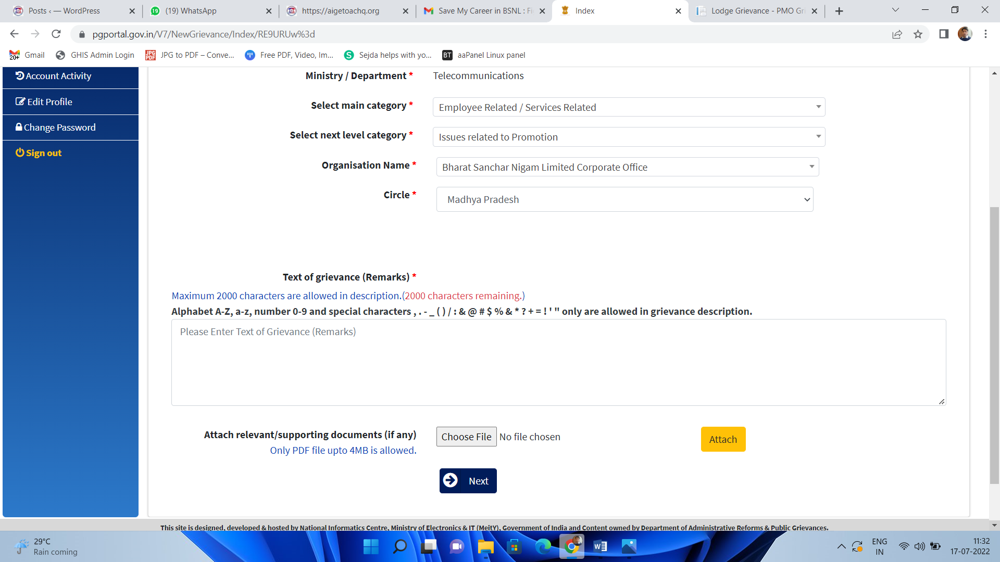 Posts ‹ — WordPress
(19) WhatsApp
https://aigetoachq.org
Save My Career in BSNL : Fi
Index
Lodge Grievance - PMO Gri
pgportal.gov.in/V7/NewGrievance/Index/RE9URUw%3d
20+
Gmail
GHIS Admin Login
JPG PDF
JPG to PDF – Conve...
Free PDF, Video, Im...
S
Sejda helps with yo...
BT
aaPanel Linux panel
Account Activity
Edit Profile
Change Password
Sign out
Ministry / Department *
Telecommunications
Select main category *
Employee Related / Services Related
Select next level category *
Issues related to Promotion
Organisation Name *
Bharat Sanchar Nigam Limited Corporate Office
Circle *
Madhya Pradesh
Text of grievance (Remarks) *
Maximum 2000 characters are allowed in description.(2000 characters remaining.)
Alphabet A-Z, a-z, number 0-9 and special characters , . - _ ( ) / : & @ # $ % & * ? + = ! ' " only are allowed in grievance description.
Please Enter Text of Grievance (Remarks)
Attach relevant/supporting documents (if any)
Only PDF file upto 4MB is allowed.
Choose File
No file chosen
Attach
Next
This site is designed, developed & hosted by National Informatics Centre, Ministry of Electronics & IT (MeitY), Government of India and Content owned by Department of Administrative Reforms & Public Grievances.
29°C
Rain coming
ENG
IN
11:32
17-07-2022